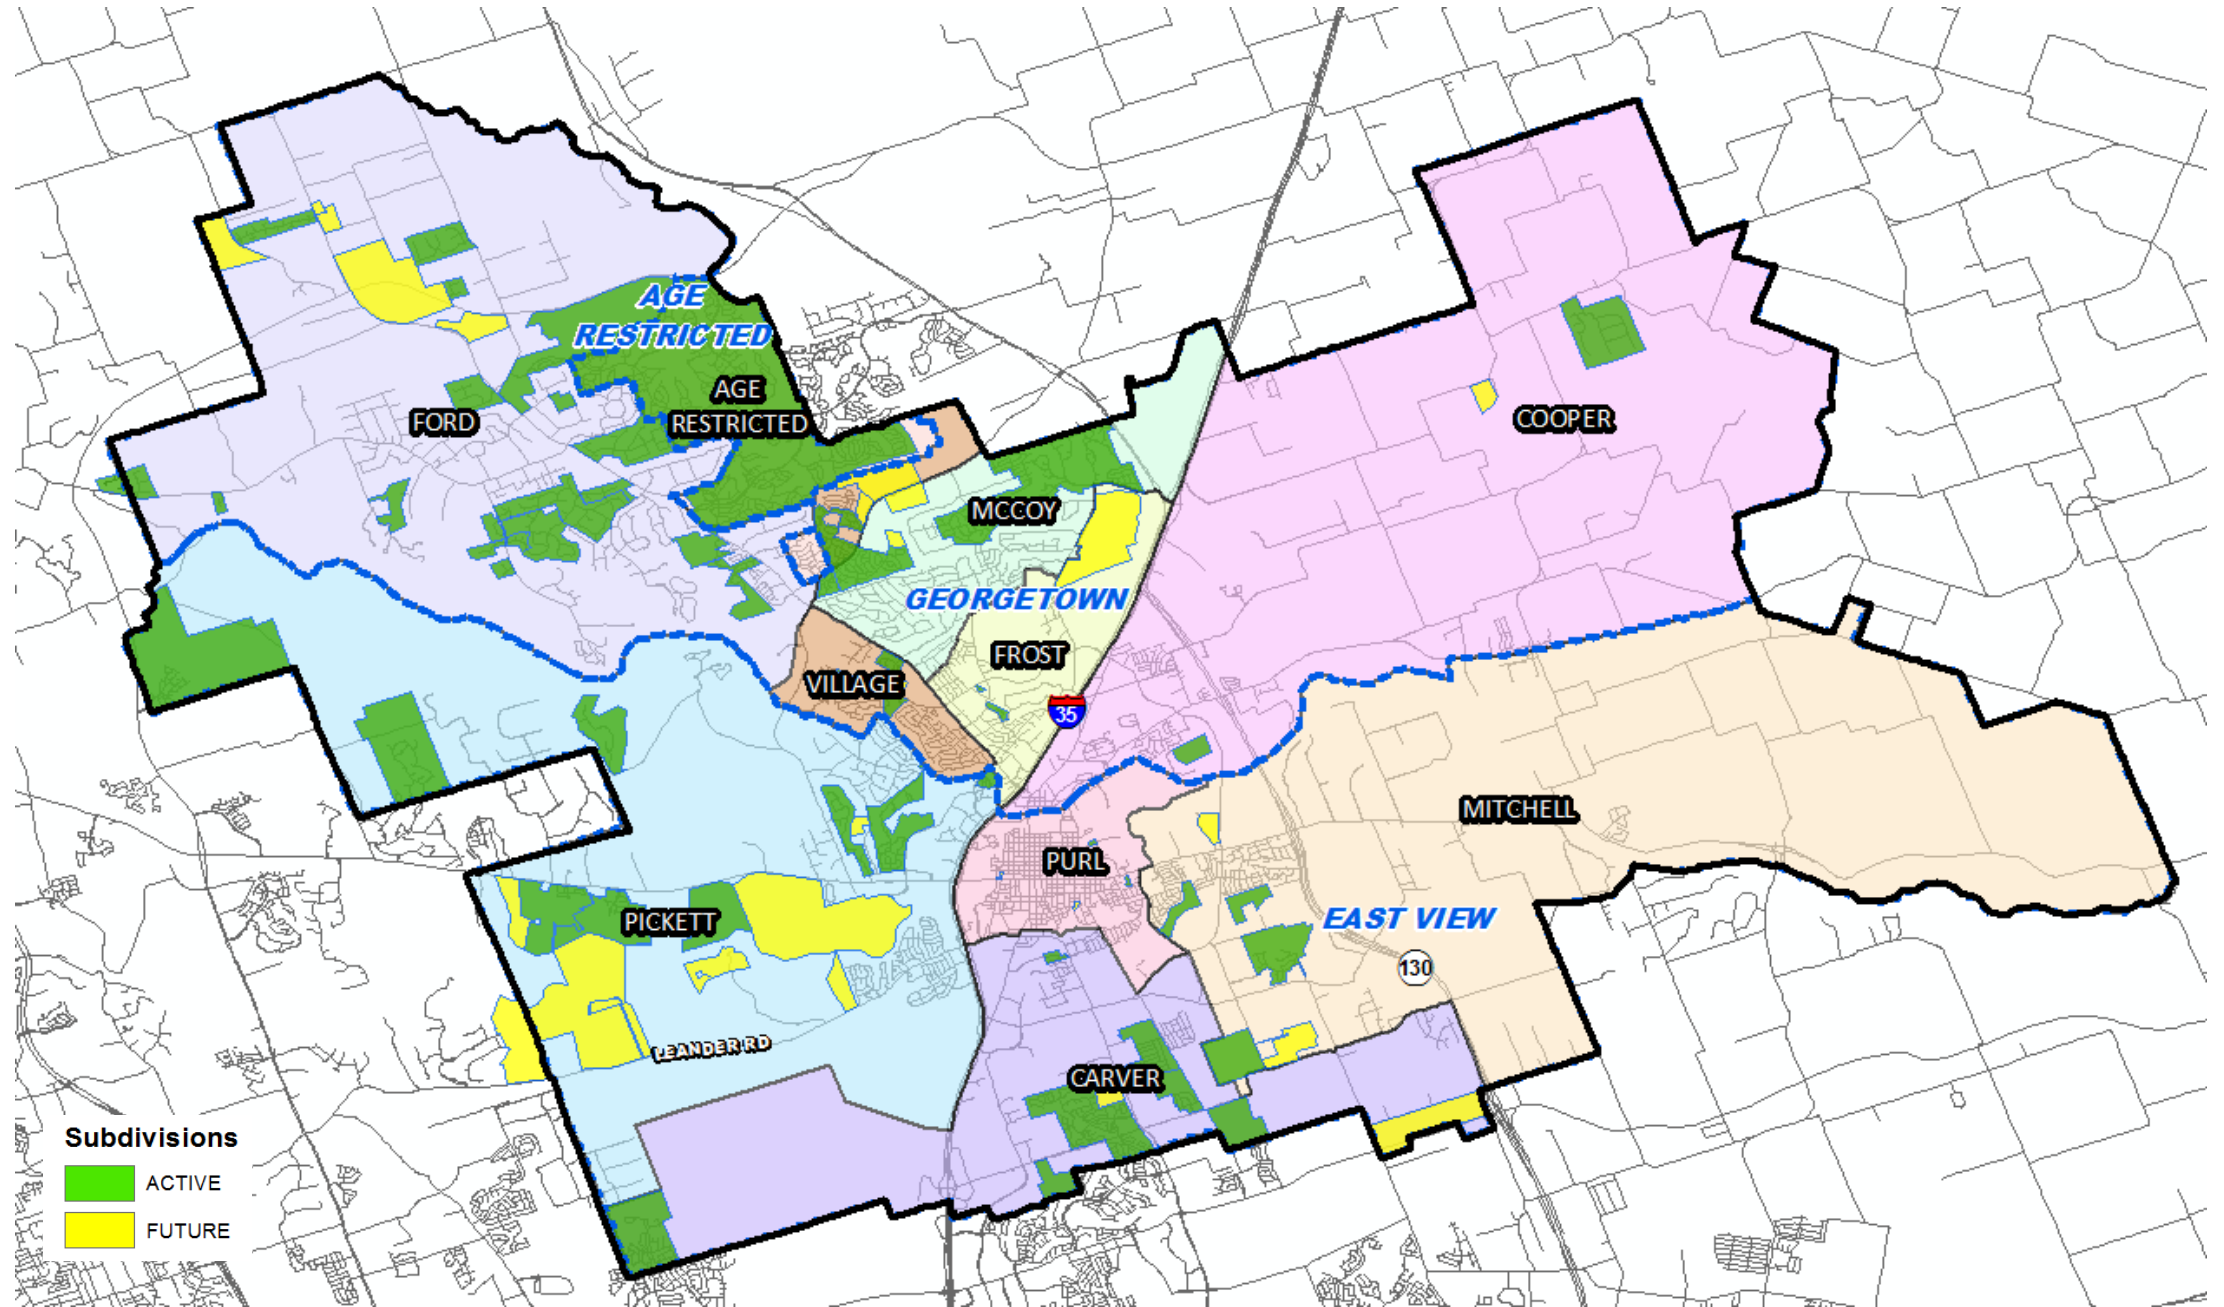 AGE
RESTRICTED
AGE
RESTRICTED
FORD
COOPER
MCCOY
GEORGETOWN
FROST
VILLAGE
35
MITCHELL
PURL
PICKETT
EAST VIEW
130
LEANDER RD
CARVER
Subdivisions
ACTIVE
FUTURE